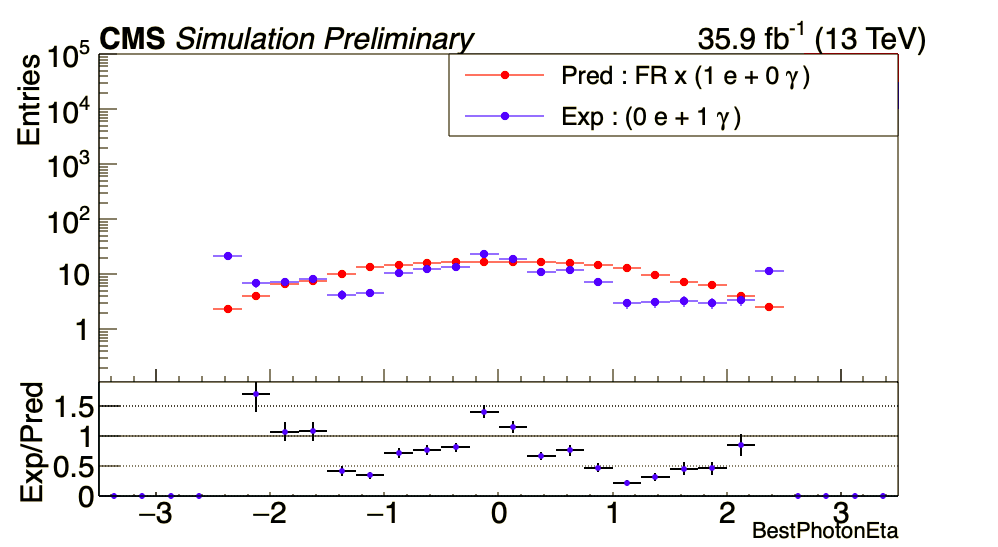 CMS Simulation Preliminary 35.9 fb⁻¹ (13 TeV)
Pred : FR x (1 e + 0 γ)
Exp : (0 e + 1 γ)
Entries
10⁵
10⁴
10³
10²
10
1
Exp/Pred
1.5
1
0.5
0
−3 −2 −1 0 1 2 3
BestPhotonEta